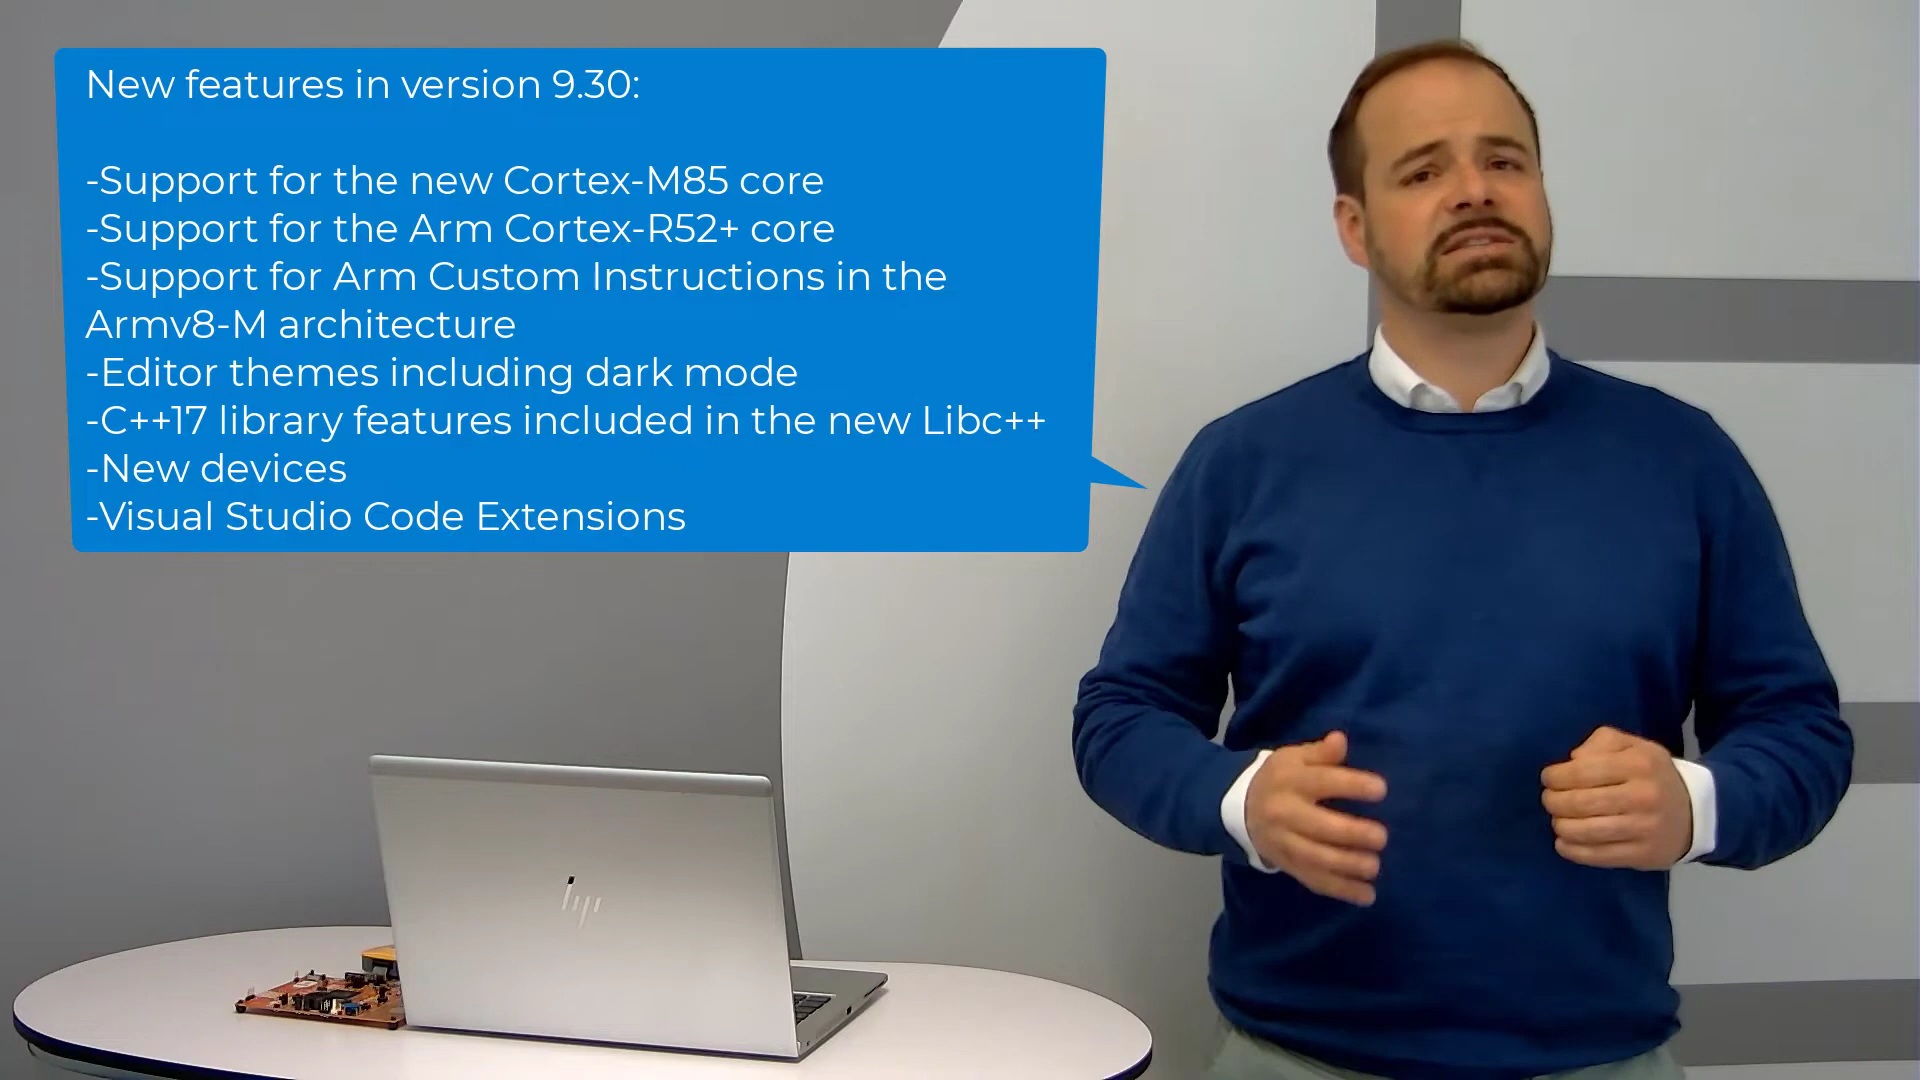 New features in version 9.30:
-Support for the new Cortex-M85 core
-Support for the Arm Cortex-R52+ core
-Support for Arm Custom Instructions in the
Armv8-M architecture
-Editor themes including dark mode
-C++17 library features included in the new Libc++
-New devices
-Visual Studio Code Extensions
hp